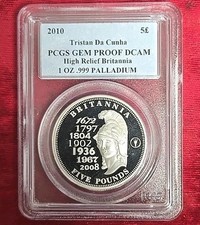 2010 5£
Tristan Da Cunha
PCGS GEM PROOF DCAM
High Relief Britannia
1 OZ .999 PALLADIUM
BRITANNIA
1672
1797
1804
1902
1936
1967
2008
FIVE POUNDS